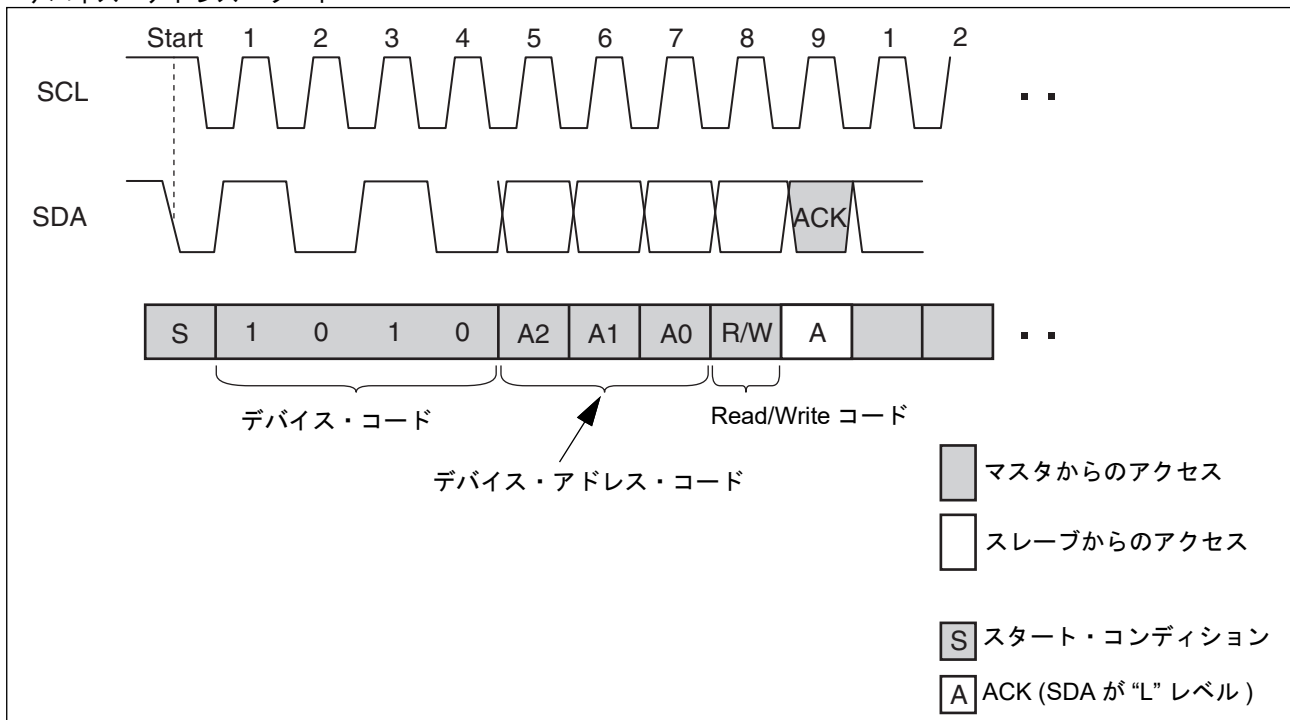 Start 1 2 3 4 5 6 7 8 9 1 2
SCL
SDA
ACK
S 1 0 1 0 A2 A1 A0 R/W A
デバイス・コード
Read/Write コード
デバイス・アドレス・コード
マスタからのアクセス
スレーブからのアクセス
S スタート・コンディション
A ACK (SDA が “L” レベル )